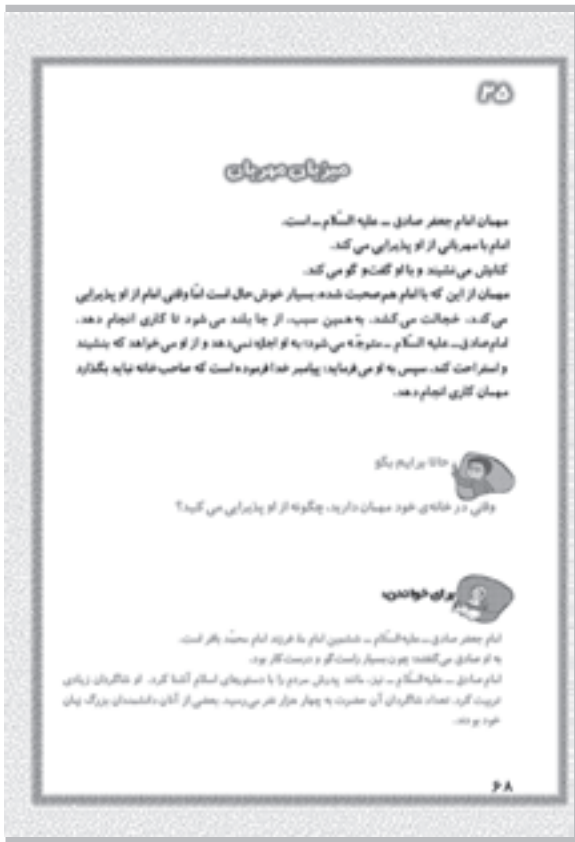 ۲۵
میزبان مهربان
مهمان امام جعفر صادق ــ علیه السّلام ــ است.
امام با مهربانی از او پذیرایی می کند.
کنارش می نشیند و با او گفت و گو می کند.
مهمان از این که با امام هم صحبت شده، بسیار خوش حال است امّا وقتی امام از او پذیرایی
می کند، خجالت می کشد. به همین سبب، از جا بلند می شود تا کاری انجام دهد.
امام صادق ــ علیه السّلام ــ متوجّه می شود؛ به او اجازه نمی دهد و از او می خواهد که بنشیند
و استراحت کند. سپس به او می فرماید: پیامبر خدا فرموده است که صاحب خانه نباید بگذارد
مهمان کاری انجام دهد.
حالا برایم بگو
وقتی در خانه‌ی خود مهمان دارید، چگونه از او پذیرایی می کنید؟
برای خواندن:
امام جعفر صادق ــ علیه السّلام ــ ششمین امام ما، فرزند امام محمّد باقر است.
به او صادق می‌گفتند؛ چون بسیار راست گو و درست کار بود.
امام صادق ــ علیه السّلام ــ نیز، مانند پدرش مردم را با دستورهای اسلام آشنا کرد. او شاگردان زیادی
تربیت کرد. تعداد شاگردان آن حضرت به چهار هزار نفر می‌رسید. بعضی از آنان دانشمندان بزرگ زمان
خود بودند.
۶۸